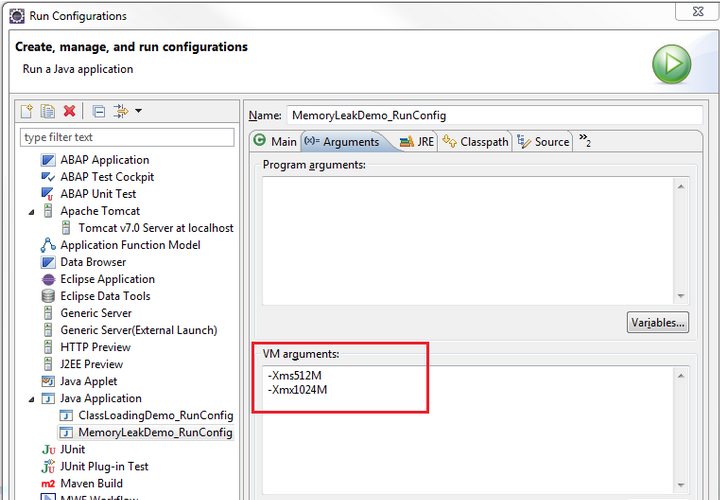 Run Configurations
Create, manage, and run configurations
Run a Java application
type filter text
ABAP Application
ABAP Test Cockpit
ABAP Unit Test
Apache Tomcat
Tomcat v7.0 Server at localhost
Application Function Model
Data Browser
Eclipse Application
Eclipse Data Tools
Generic Server
Generic Server(External Launch)
HTTP Preview
J2EE Preview
Java Applet
Java Application
ClassLoadingDemo_RunConfig
MemoryLeakDemo_RunConfig
JUnit
JUnit Plug-in Test
Maven Build
MWE Workflow
Name: MemoryLeakDemo_RunConfig
Main (x)= Arguments JRE Classpath Source »2
Program arguments:
Variables...
VM arguments:
-Xms512M
-Xmx1024M